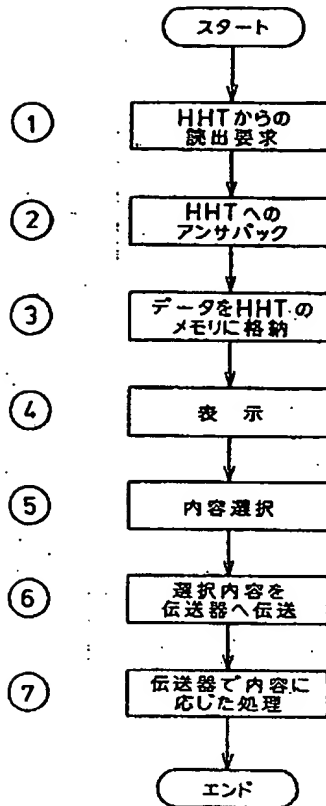 スタート
① HHTからの
読出要求
② HHTへの
アンサバック
③ データをHHTの
メモリに格納
④ 表 示
⑤ 内容選択
⑥ 選択内容を
伝送器へ伝送
⑦ 伝送器で内容に
応じた処理
エンド